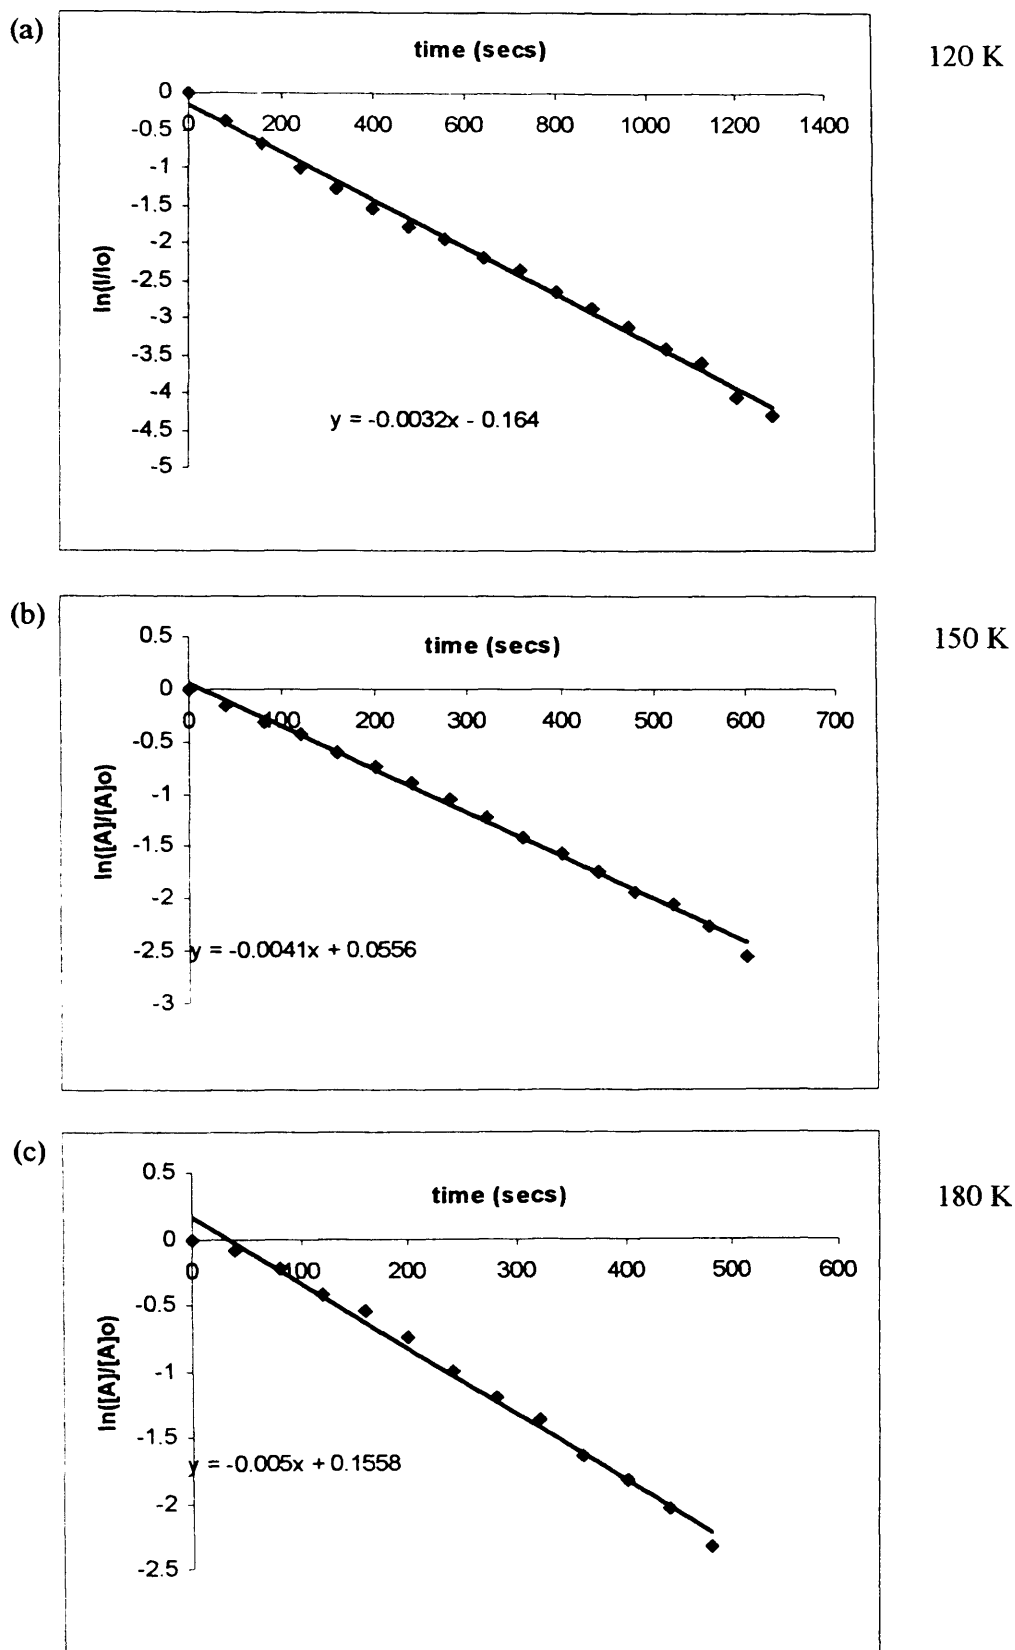 (a)
120 K
time (secs)
0
0 200 400 600 800 1000 1200 1400
-0.5
-1
-1.5
-2
-2.5
-3
-3.5
-4
-4.5
-5
ln(I/Io)
y = -0.0032x - 0.164
(b)
150 K
time (secs)
0.5
0
0 100 200 300 400 500 600 700
-0.5
-1
-1.5
-2
-2.5
-3
ln([A]/[A]o)
y = -0.0041x + 0.0556
(c)
180 K
time (secs)
0.5
0
0 100 200 300 400 500 600
-0.5
-1
-1.5
-2
-2.5
ln([A]/[A]o)
y = -0.005x + 0.1558